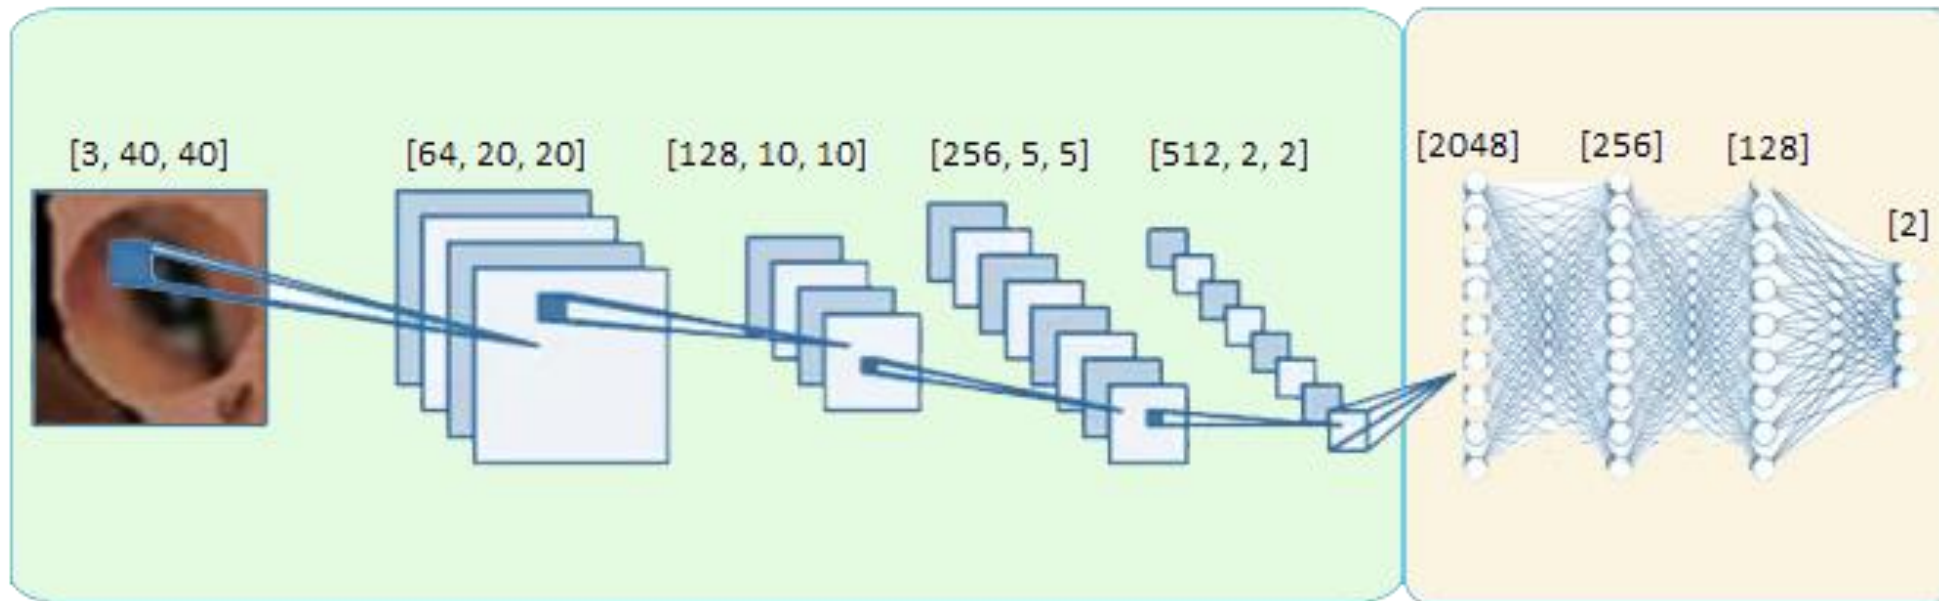 [3, 40, 40]
[64, 20, 20]
[128, 10, 10]
[256, 5, 5]
[512, 2, 2]
[2048]
[256]
[128]
[2]